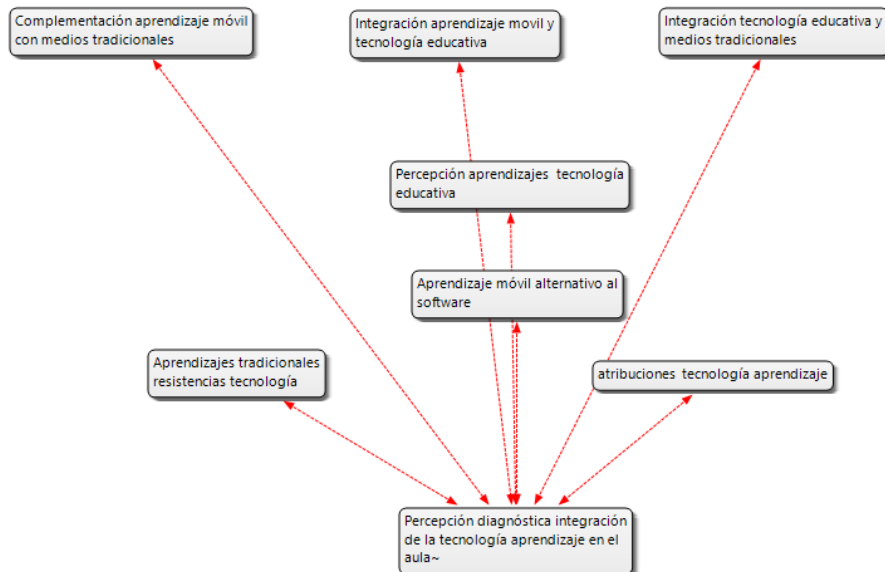 Complementación aprendizaje móvil
con medios tradicionales
Integración aprendizaje movil y
tecnología educativa
Integración tecnología educativa y
medios tradicionales
Percepción aprendizajes  tecnología
educativa
Aprendizaje móvil alternativo al
software
Aprendizajes tradicionales
resistencias tecnología
atribuciones  tecnología aprendizaje
Percepción diagnóstica integración
de la tecnología aprendizaje en el
aula~